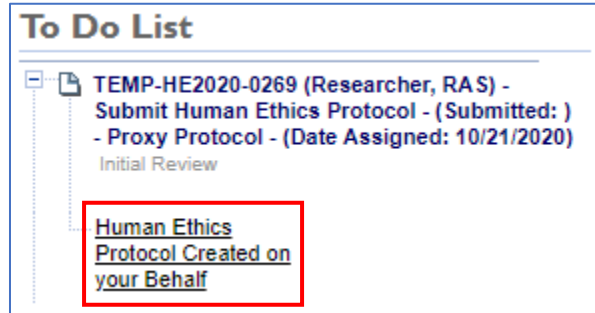 To Do List
TEMP-HE2020-0269 (Researcher, RAS) -
Submit Human Ethics Protocol - (Submitted: )
- Proxy Protocol - (Date Assigned: 10/21/2020)
Initial Review
Human Ethics
Protocol Created on
your Behalf